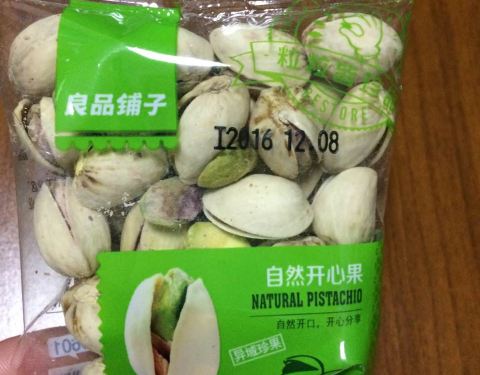 良品铺子
I2016 12.08
自然开心果
NATURAL PISTACHIO
自然开口，开心分享
异域珍果